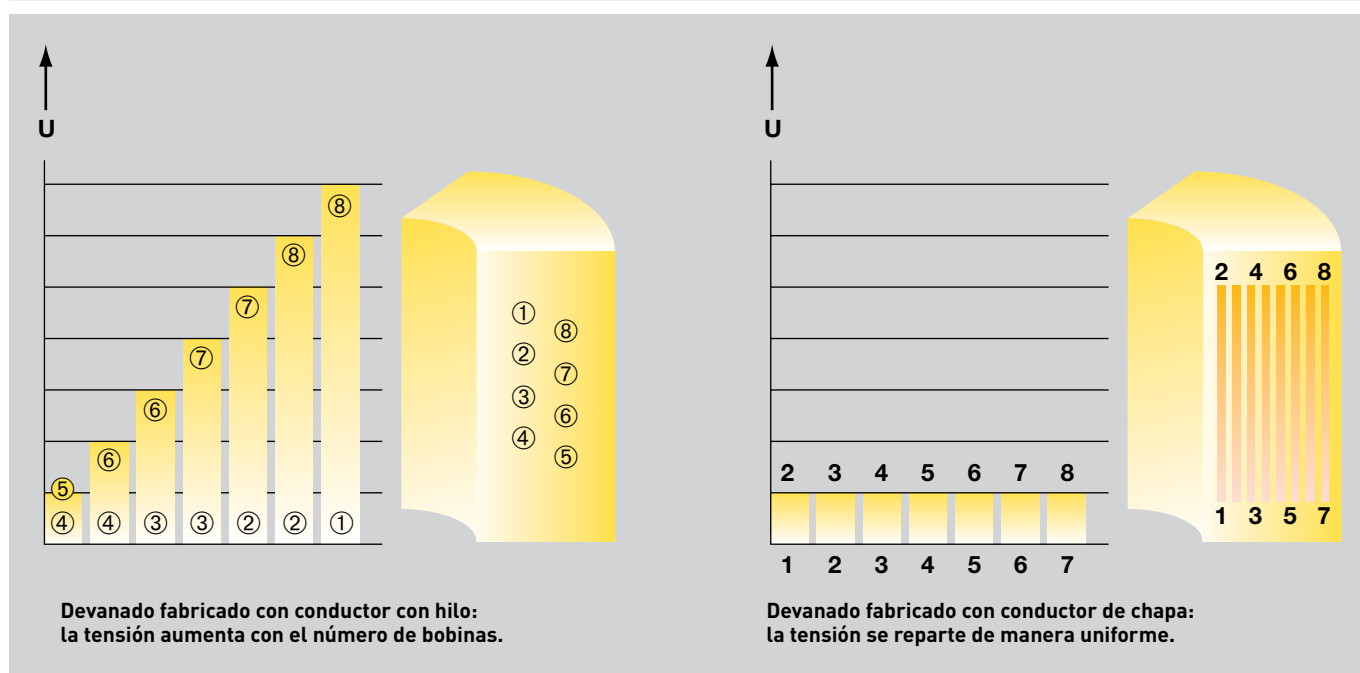 U
⑧
⑧
⑦
⑦
⑥
⑥
⑤
④ ④ ③ ③ ② ② ①
①
⑧
②
⑦
③
⑥
④
⑤
Devanado fabricado con conductor con hilo:
la tensión aumenta con el número de bobinas.
U
2 3 4 5 6 7 8
1 2 3 4 5 6 7
2 4 6 8
1 3 5 7
Devanado fabricado con conductor de chapa:
la tensión se reparte de manera uniforme.